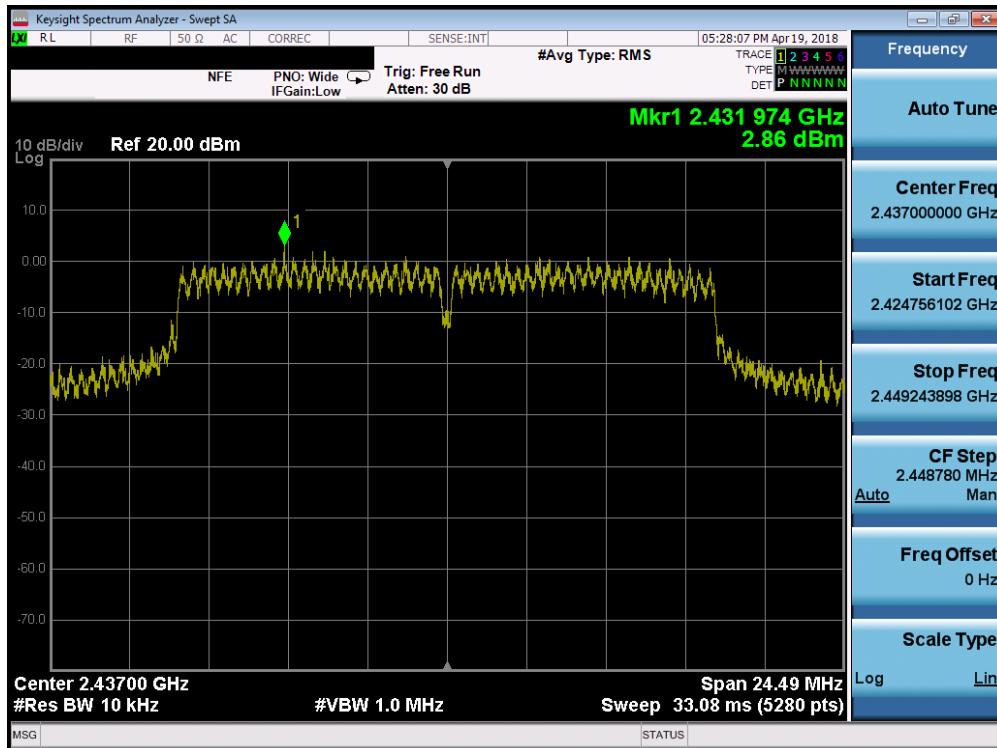 Keysight Spectrum Analyzer - Swept SA
LXI RL RF 50 Ω AC CORREC SENSE:INT 05:28:07 PM Apr 19, 2018
NFE PNO: Wide IFGain:Low Trig: Free Run Atten: 30 dB #Avg Type: RMS
TRACE 1 2 3 4 5 6
TYPE M W W W W W W W
DET P N N N N N
Mkr1 2.431 974 GHz
2.86 dBm
10 dB/div Ref 20.00 dBm
Log
1
10.0
0.00
-10.0
-20.0
-30.0
-40.0
-50.0
-60.0
-70.0
Center 2.43700 GHz Span 24.49 MHz
#Res BW 10 kHz #VBW 1.0 MHz Sweep 33.08 ms (5280 pts)
MSG STATUS
Frequency
Auto Tune
Center Freq
2.437000000 GHz
Start Freq
2.424756102 GHz
Stop Freq
2.449243898 GHz
CF Step
2.448780 MHz
Auto Man
Freq Offset
0 Hz
Scale Type
Log Lin